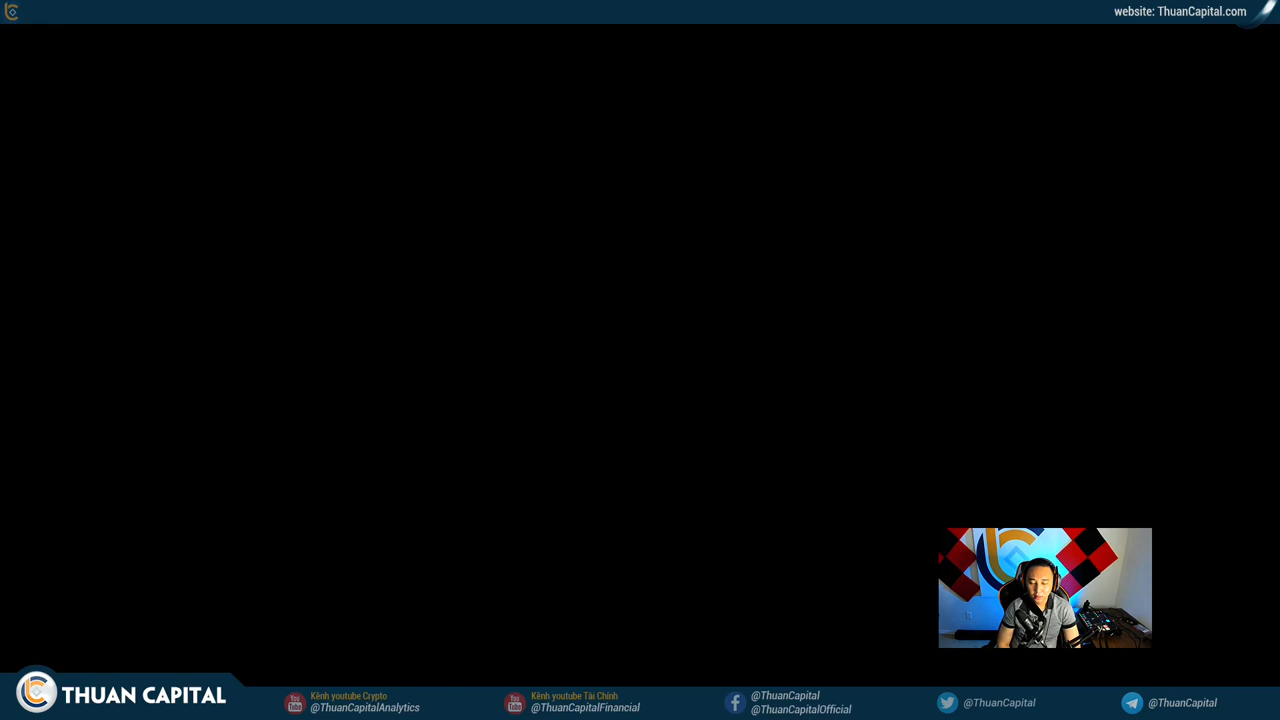 website: ThuanCapital.com
THUAN CAPITAL
Kênh youtube Crypto
@ThuanCapitalAnalytics
Kênh youtube Tài Chính
@ThuanCapitalFinancial
@ThuanCapital
@ThuanCapitalOfficial
@ThuanCapital
@ThuanCapital